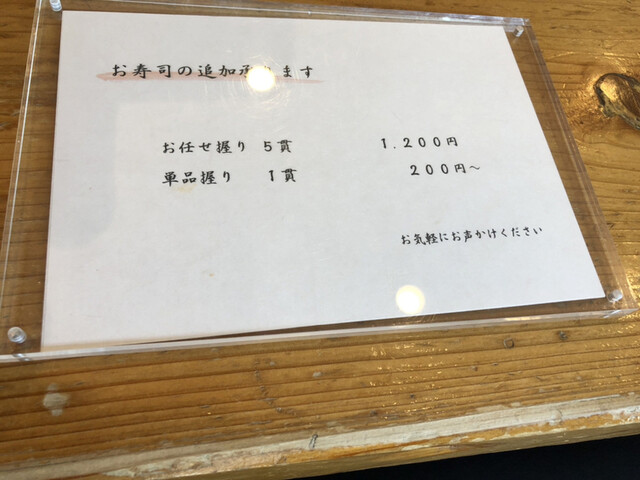 お寿司の追加承ります
お任せ握り 5貫 1,200円
単品握り 1貫 200円~
お気軽にお声かけください